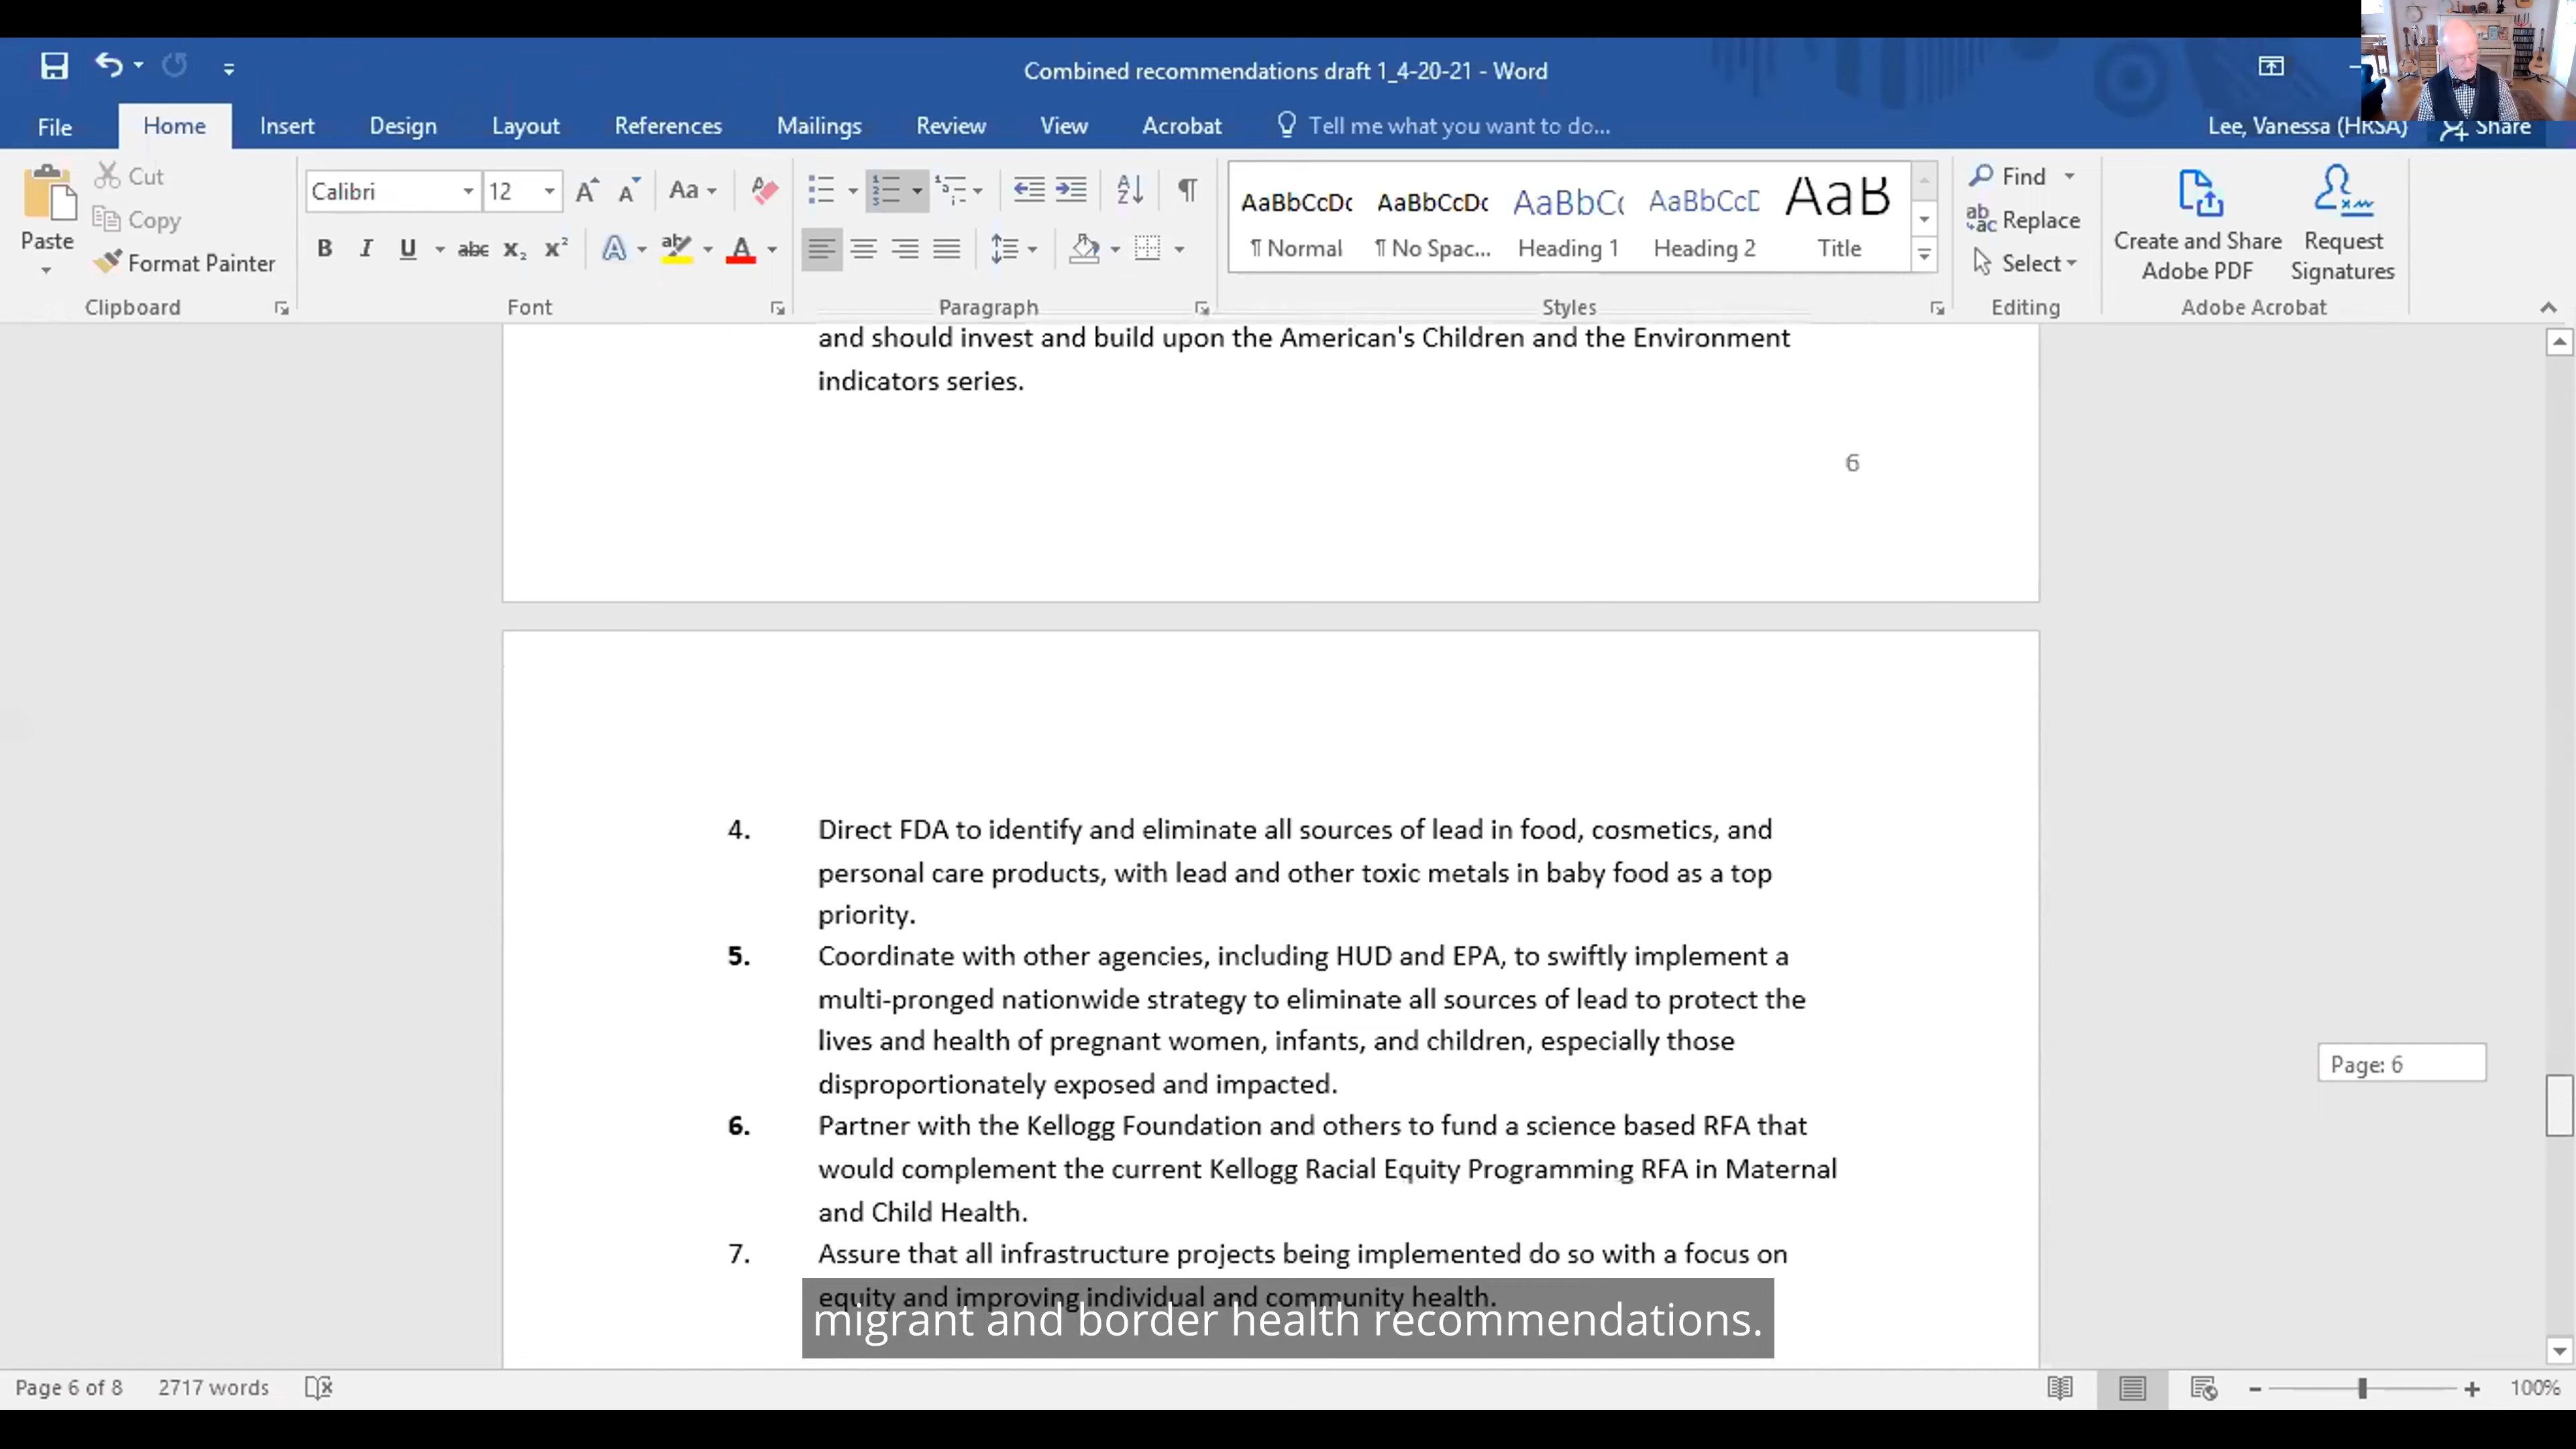 Combined recommendations draft 1_4-20-21 - Word
File Home Insert Design Layout References Mailings Review View Acrobat Tell me what you want to do... Lee, Vanessa (HRSA) Share
Paste
Cut
Copy
Format Painter
Clipboard
Calibri 12
Aa
B I U abc X₂ X²
A
Font
Paragraph
AaBbCcDc AaBbCcDc AaBbC AaBbCcD AaB
¶ Normal ¶ No Spac... Heading 1 Heading 2 Title
Styles
Find
Replace
Select
Editing
Create and Share
Adobe PDF
Request
Signatures
Adobe Acrobat
and should invest and build upon the American's Children and the Environment
indicators series.
6
4. Direct FDA to identify and eliminate all sources of lead in food, cosmetics, and
personal care products, with lead and other toxic metals in baby food as a top
priority.
5. Coordinate with other agencies, including HUD and EPA, to swiftly implement a
multi-pronged nationwide strategy to eliminate all sources of lead to protect the
lives and health of pregnant women, infants, and children, especially those
disproportionately exposed and impacted.
Page: 6
6. Partner with the Kellogg Foundation and others to fund a science based RFA that
would complement the current Kellogg Racial Equity Programming RFA in Maternal
and Child Health.
7. Assure that all infrastructure projects being implemented do so with a focus on
equity and improving individual and community health.
migrant and border health recommendations.
Page 6 of 8 2717 words 100%